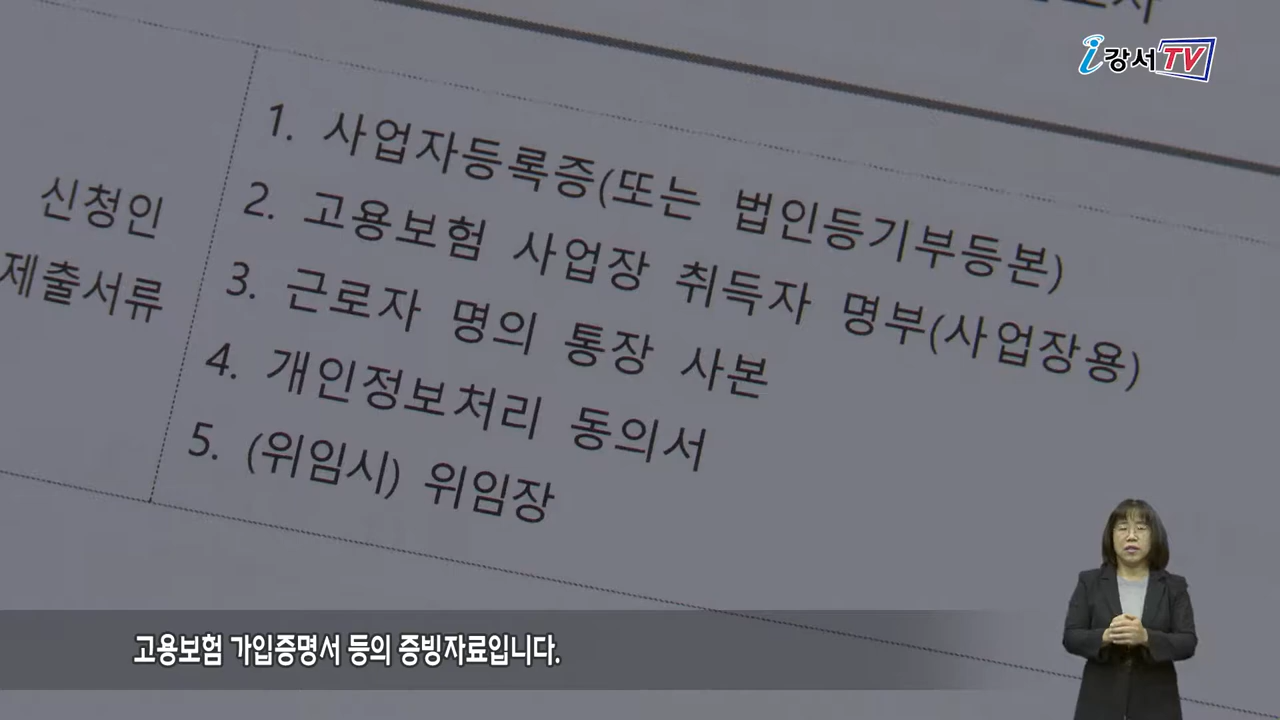 i강서TV
1. 사업자등록증(또는 법인등기부등본)
2. 고용보험 사업장 취득자 명부(사업장용)
신청인
제출서류
3. 근로자 명의 통장 사본
4. 개인정보처리 동의서
5. (위임시) 위임장
고용보험 가입증명서 등의 증빙자료입니다.